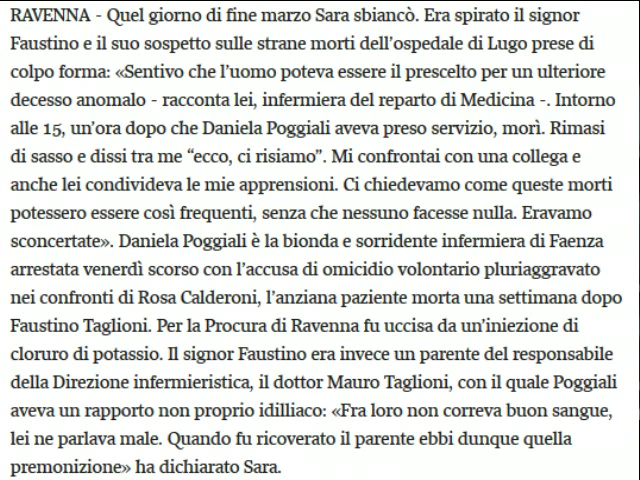 RAVENNA - Quel giorno di fine marzo Sara sbiancò. Era spirato il signor
Faustino e il suo sospetto sulle strane morti dell'ospedale di Lugo prese di
colpo forma: «Sentivo che l'uomo poteva essere il prescelto per un ulteriore
decesso anomalo - racconta lei, infermiera del reparto di Medicina -. Intorno
alle 15, un'ora dopo che Daniela Poggiali aveva preso servizio, morì. Rimasi
di sasso e dissi tra me “ecco, ci risiamo”. Mi confrontai con una collega e
anche lei condivideva le mie apprensioni. Ci chiedevamo come queste morti
potessero essere così frequenti, senza che nessuno facesse nulla. Eravamo
sconcertate». Daniela Poggiali è la bionda e sorridente infermiera di Faenza
arrestata venerdì scorso con l'accusa di omicidio volontario pluriaggravato
nei confronti di Rosa Calderoni, l'anziana paziente morta una settimana dopo
Faustino Taglioni. Per la Procura di Ravenna fu uccisa da un'iniezione di
cloruro di potassio. Il signor Faustino era invece un parente del responsabile
della Direzione infermieristica, il dottor Mauro Taglioni, con il quale Poggiali
aveva un rapporto non proprio idilliaco: «Fra loro non correva buon sangue,
lei ne parlava male. Quando fu ricoverato il parente ebbi dunque quella
premonizione» ha dichiarato Sara.